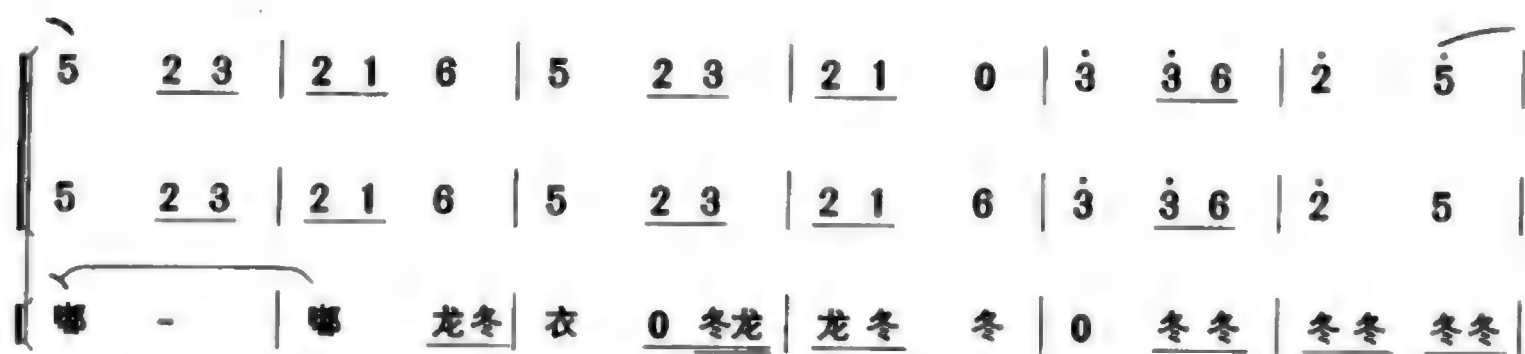 5 2 3 | 2 1 6 | 5 2 3 | 2 1 0 | 3̇ 3̇ 6 | 2̇ 5̇ |
5 2 3 | 2 1 6 | 5 2 3 | 2 1 6 | 3̇ 3̇ 6 | 2̇ 5 |
嘟 - | 嘟 龙冬 | 衣 0 冬龙 | 龙冬 冬 | 0 冬冬 | 冬冬 冬冬 |